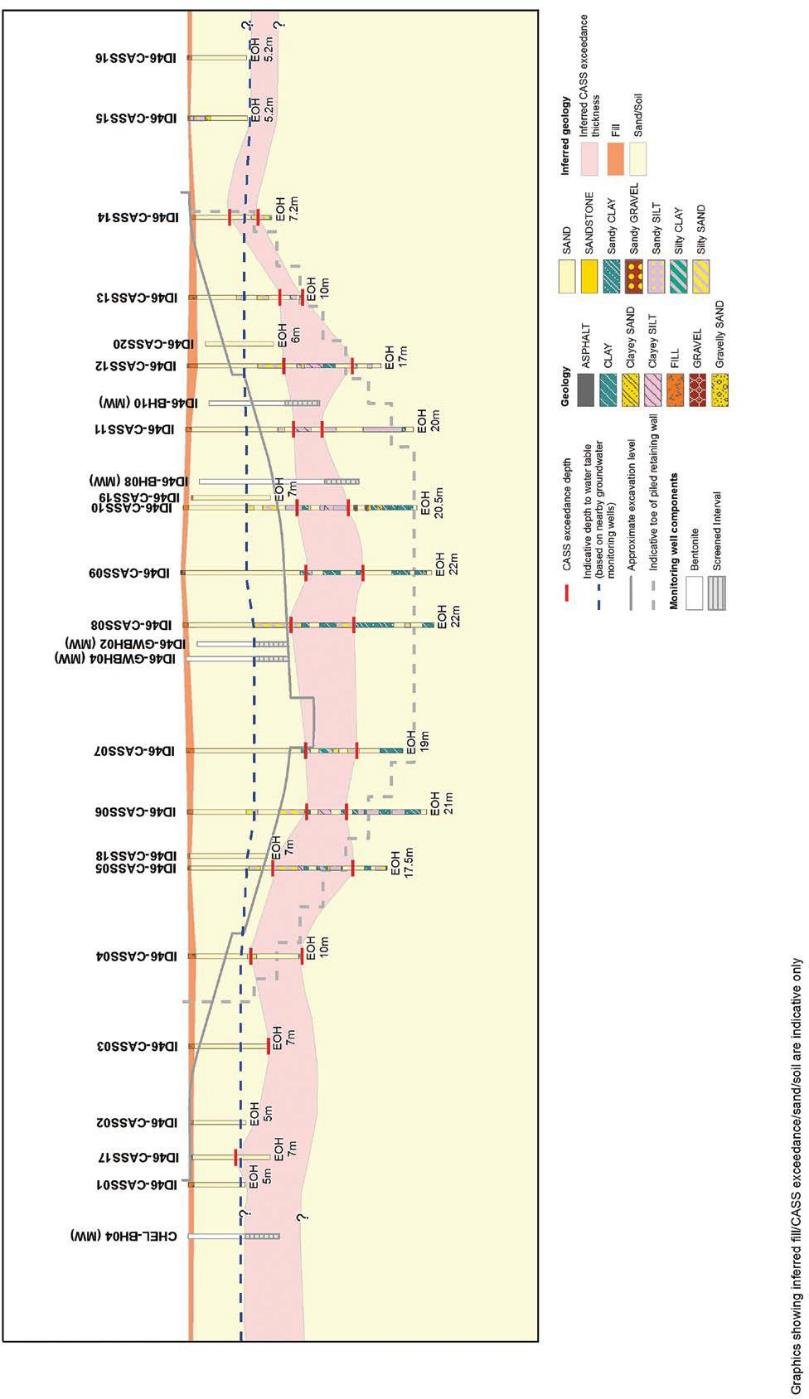 CHEL-BH04 (MW)
ID46-CASS01
ID46-CASS17
ID46-CASS02
ID46-CASS03
ID46-CASS04
ID46-CASS05
ID46-CASS18
ID46-CASS06
ID46-CASS07
ID46-GWBH04 (MW)
ID46-GWBH02 (MW)
ID46-CASS08
ID46-CASS09
ID46-CASS10
ID46-CASS19
ID46-BH08 (MW)
ID46-CASS11
ID46-BH10 (MW)
ID46-CASS12
ID46-CASS20
ID46-CASS13
ID46-CASS14
ID46-CASS15
ID46-CASS16
?
?
EOH
5m
EOH
7m
EOH
5m
EOH
7m
EOH
10m
EOH
17.5m
EOH
7m
EOH
21m
EOH
19m
EOH
22m
EOH
22m
EOH
20.5m
EOH
7m
EOH
20m
EOH
17m
EOH
6m
EOH
10m
EOH
7.2m
EOH
5.2m
EOH
5.2m
?
?
CASS exceedance depth
Indicative depth to water table
(based on nearby groundwater
monitoring wells)
Approximate excavation level
Indicative toe of piled retaining wall
Monitoring well components
Bentonite
Screened Interval
Geology
ASPHALT
CLAY
Clayey SAND
Clayey SILT
FILL
GRAVEL
Gravelly SAND
SAND
SANDSTONE
Sandy CLAY
Sandy GRAVEL
Sandy SILT
Silty CLAY
Silty SAND
Inferred geology
Inferred CASS exceedance
thickness
Fill
Sand/Soil
Graphics showing inferred fill/CASS exceedance/sand/soil are indicative only